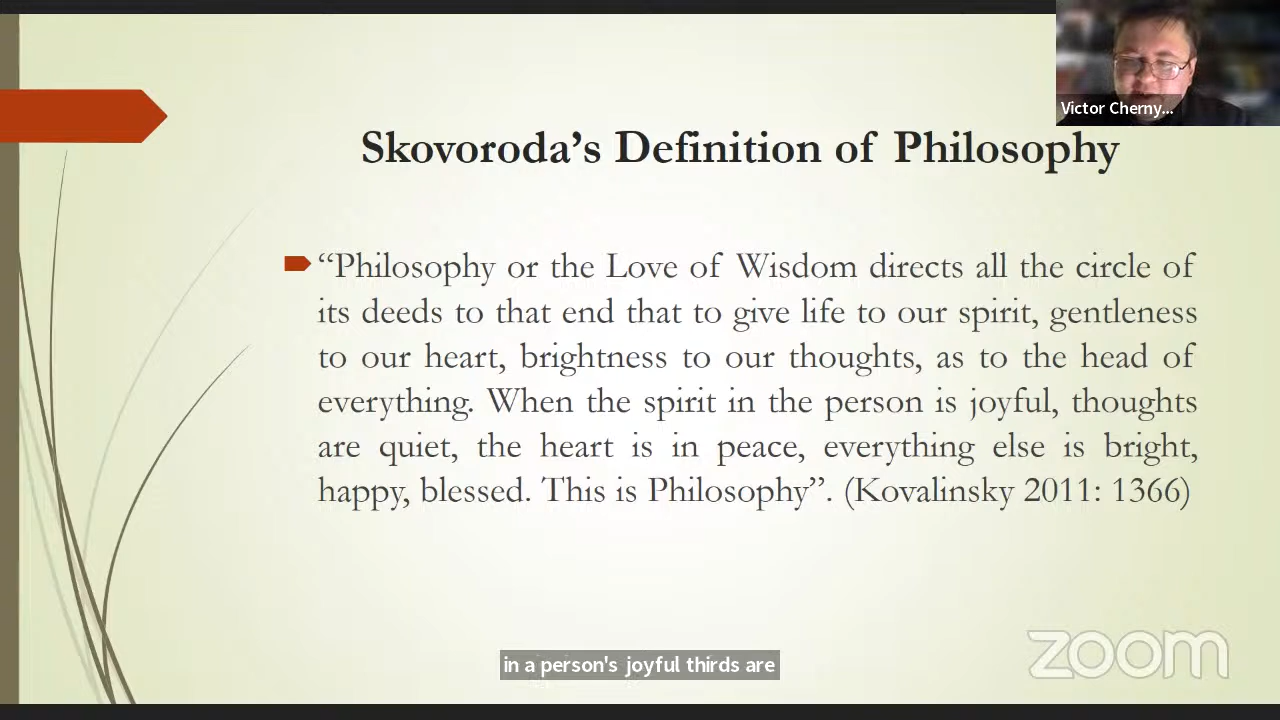 Victor Cherny...
Skovoroda’s Definition of Philosophy
“Philosophy or the Love of Wisdom directs all the circle of
its deeds to that end that to give life to our spirit, gentleness
to our heart, brightness to our thoughts, as to the head of
everything. When the spirit in the person is joyful, thoughts
are quiet, the heart is in peace, everything else is bright,
happy, blessed. This is Philosophy”. (Kovalinsky 2011: 1366)
in a person's joyful thirds are
zoom